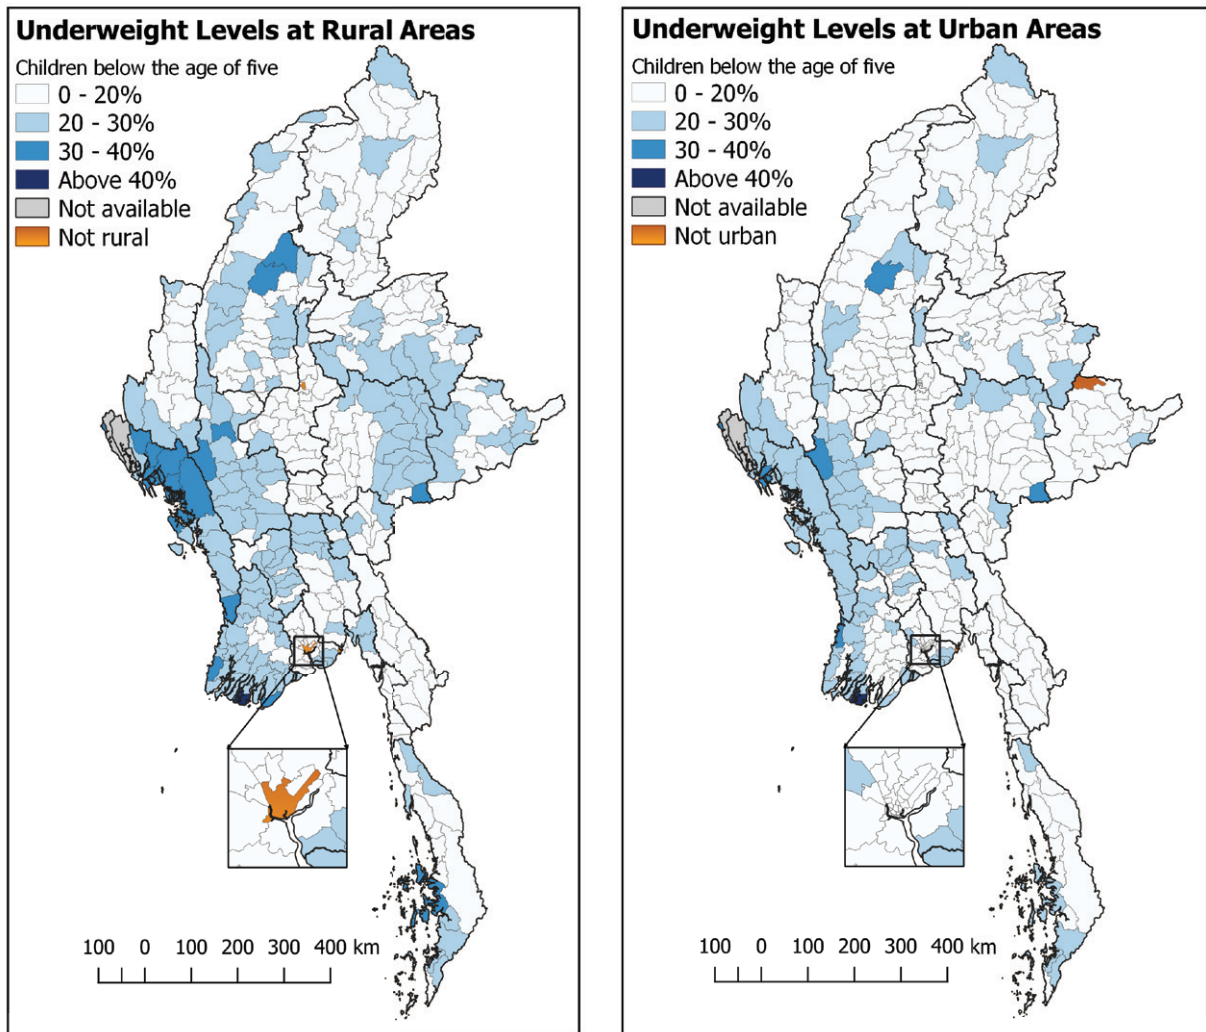 Underweight Levels at Rural Areas
Children below the age of five
0 - 20%
20 - 30%
30 - 40%
Above 40%
Not available
Not rural
100 0 100 200 300 400 km
Underweight Levels at Urban Areas
Children below the age of five
0 - 20%
20 - 30%
30 - 40%
Above 40%
Not available
Not urban
100 0 100 200 300 400 km